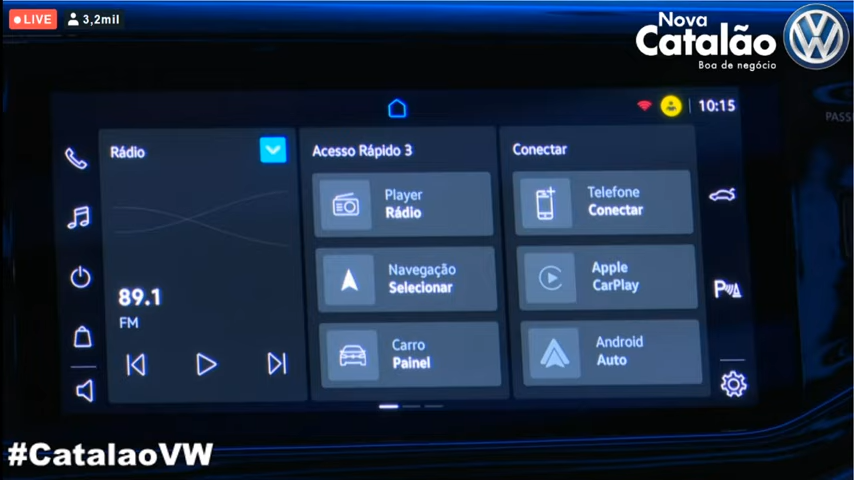 LIVE
3,2mil
Nova
Catalão
Boa de negócio
10:15
PASS
Rádio
89.1
FM
Acesso Rápido 3
Player
Rádio
Navegação
Selecionar
Carro
Painel
Conectar
Telefone
Conectar
Apple
CarPlay
Android
Auto
#CatalaoVW